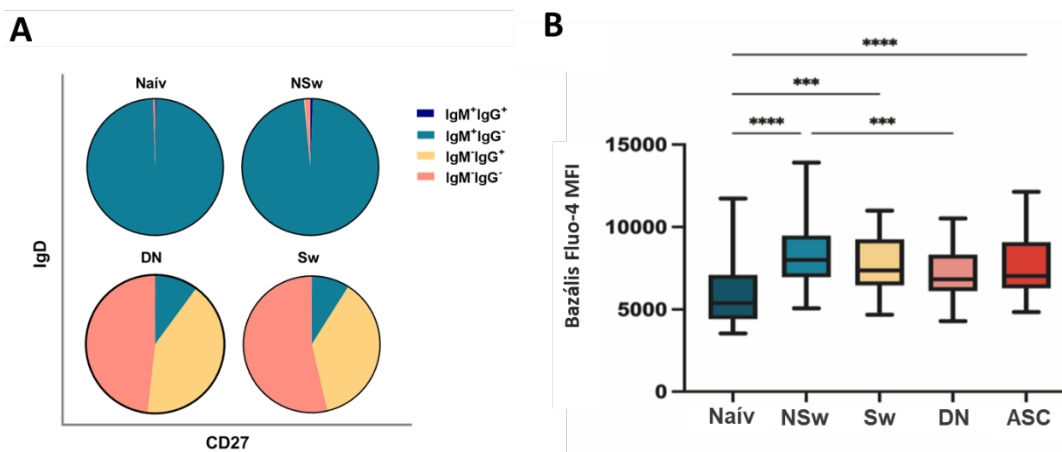 A
Naív
NSw
IgM⁺IgG⁺
IgM⁺IgG⁻
IgM⁻IgG⁺
IgM⁻IgG⁻
IgD
DN
Sw
CD27
B
****
***
****
***
Bazális Fluo-4 MFI
15000
10000
5000
0
Naív
NSw
Sw
DN
ASC